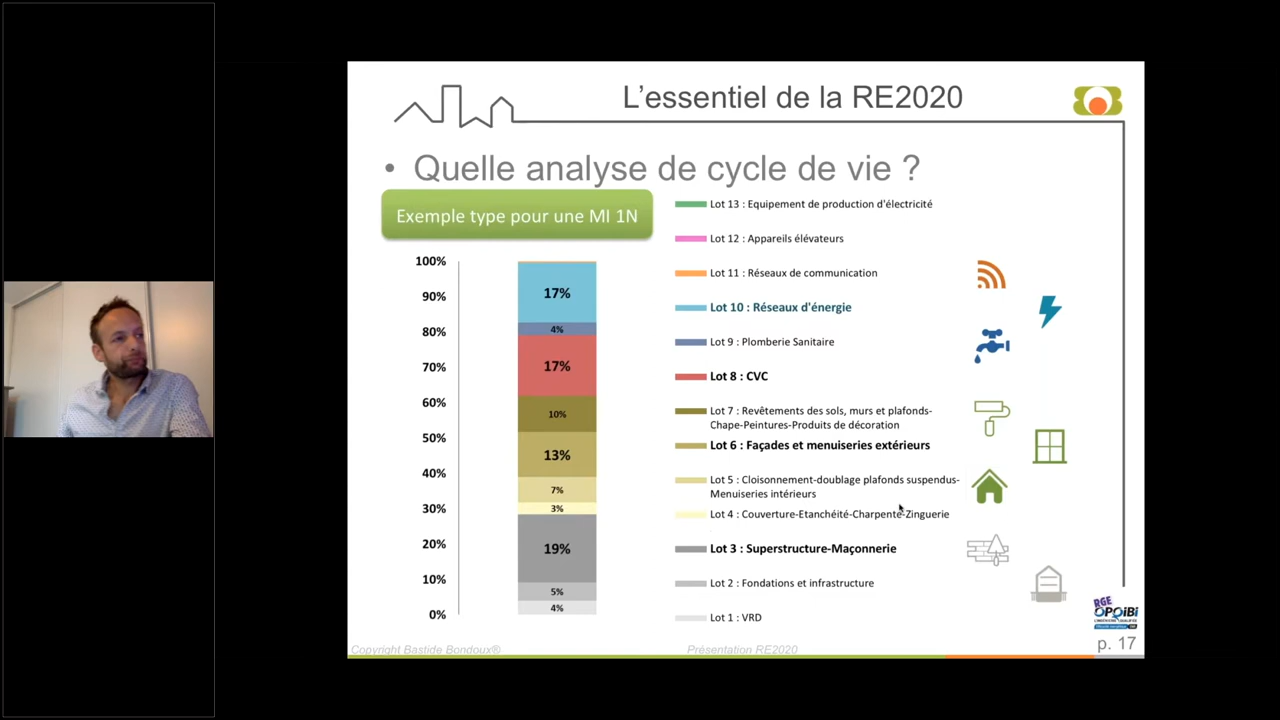 L'essentiel de la RE2020
• Quelle analyse de cycle de vie ?
Exemple type pour une MI 1N
100%
90%
80%
70%
60%
50%
40%
30%
20%
10%
0%
17%
4%
17%
10%
13%
7%
3%
19%
5%
4%
Lot 13 : Equipement de production d'électricité
Lot 12 : Appareils élévateurs
Lot 11 : Réseaux de communication
Lot 10 : Réseaux d'énergie
Lot 9 : Plomberie Sanitaire
Lot 8 : CVC
Lot 7 : Revêtements des sols, murs et plafonds-
Chape-Peintures-Produits de décoration
Lot 6 : Façades et menuiseries extérieurs
Lot 5 : Cloisonnement-doublage plafonds suspendus-
Menuiseries intérieurs
Lot 4 : Couverture-Etanchéité-Charpente-Zinguerie
Lot 3 : Superstructure-Maçonnerie
Lot 2 : Fondations et infrastructure
Lot 1 : VRD
RGE
OPQiBi
p. 17
Copyright Bastide Bondoux®
Présentation RE2020